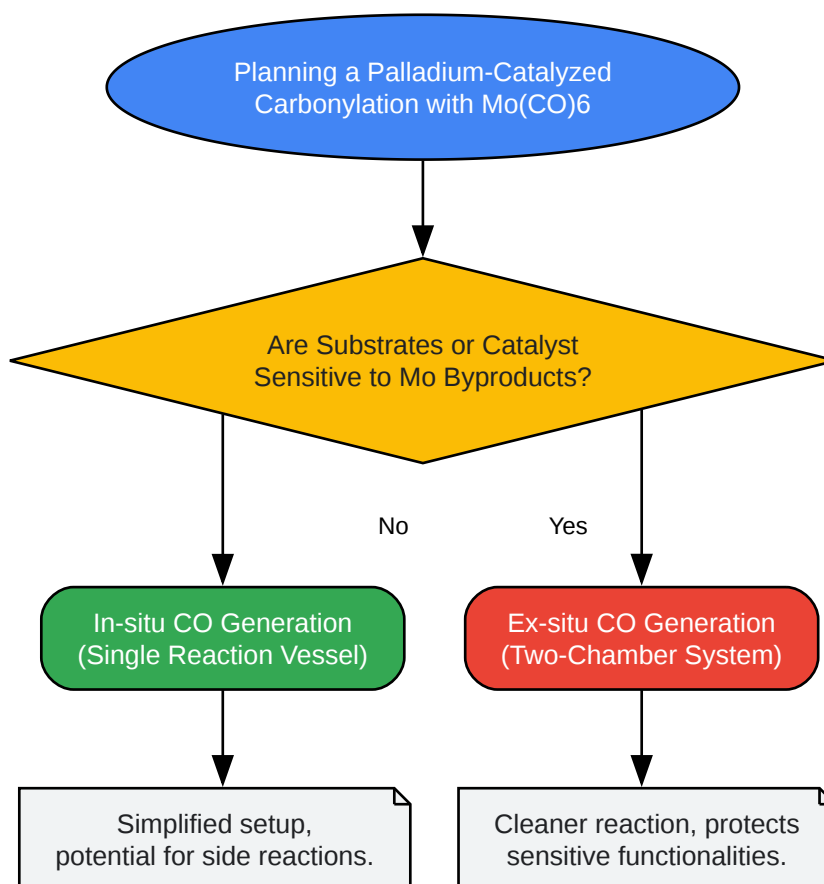 Planning a Palladium-Catalyzed
Carbonylation with Mo(CO)6
Are Substrates or Catalyst
Sensitive to Mo Byproducts?
No
Yes
In-situ CO Generation
(Single Reaction Vessel)
Ex-situ CO Generation
(Two-Chamber System)
Simplified setup,
potential for side reactions.
Cleaner reaction, protects
sensitive functionalities.